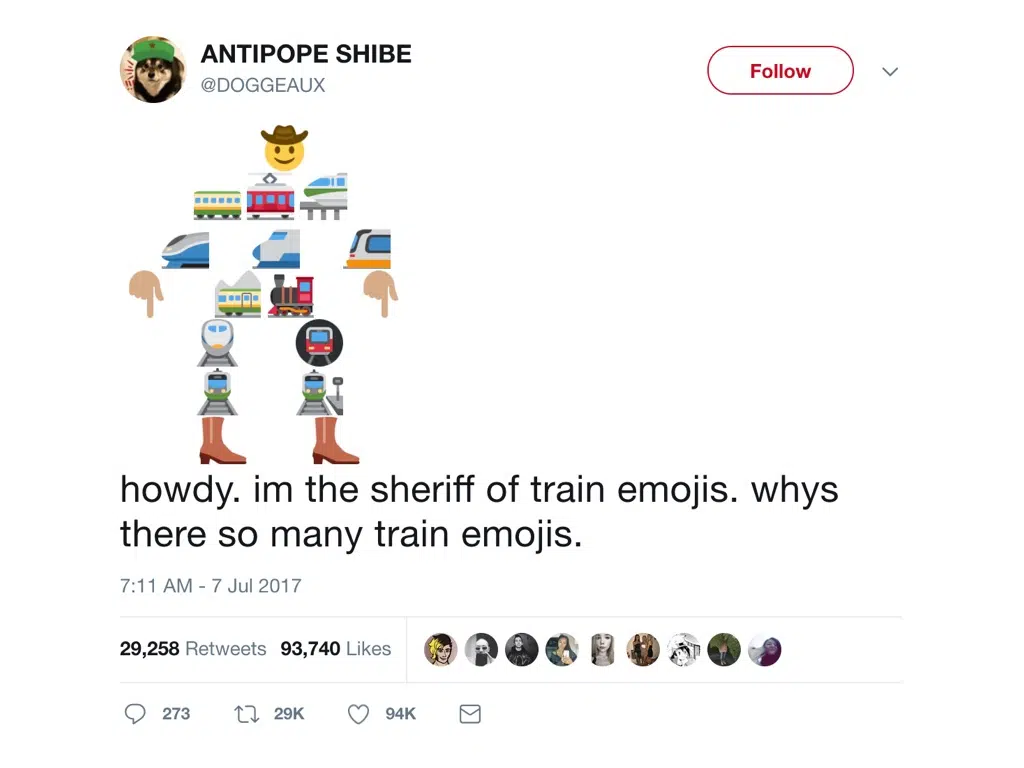 ANTIPOPE SHIBE
@DOGGEAUX
Follow
🤠
🚃🚋🚝
🚄 🚅 🚈
👇🏽 🚞🚂 👇🏽
🚆 🚇
🚊 🚉
👢 👢
howdy. im the sheriff of train emojis. whys
there so many train emojis.
7:11 AM - 7 Jul 2017
29,258 Retweets 93,740 Likes
273 29K 94K